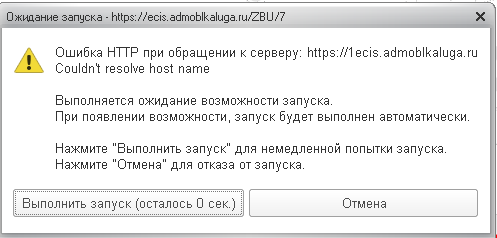 Ожидание запуска - https://ecis.admoblkaluga.ru/ZBU/7
Ошибка HTTP при обращении к серверу: https://1ecis.admoblkaluga.ru
Couldn't resolve host name
Выполняется ожидание возможности запуска.
При появлении возможности, запуск будет выполнен автоматически.
Нажмите "Выполнить запуск" для немедленной попытки запуска.
Нажмите "Отмена" для отказа от запуска.
Выполнить запуск (осталось 0 сек.)
Отмена